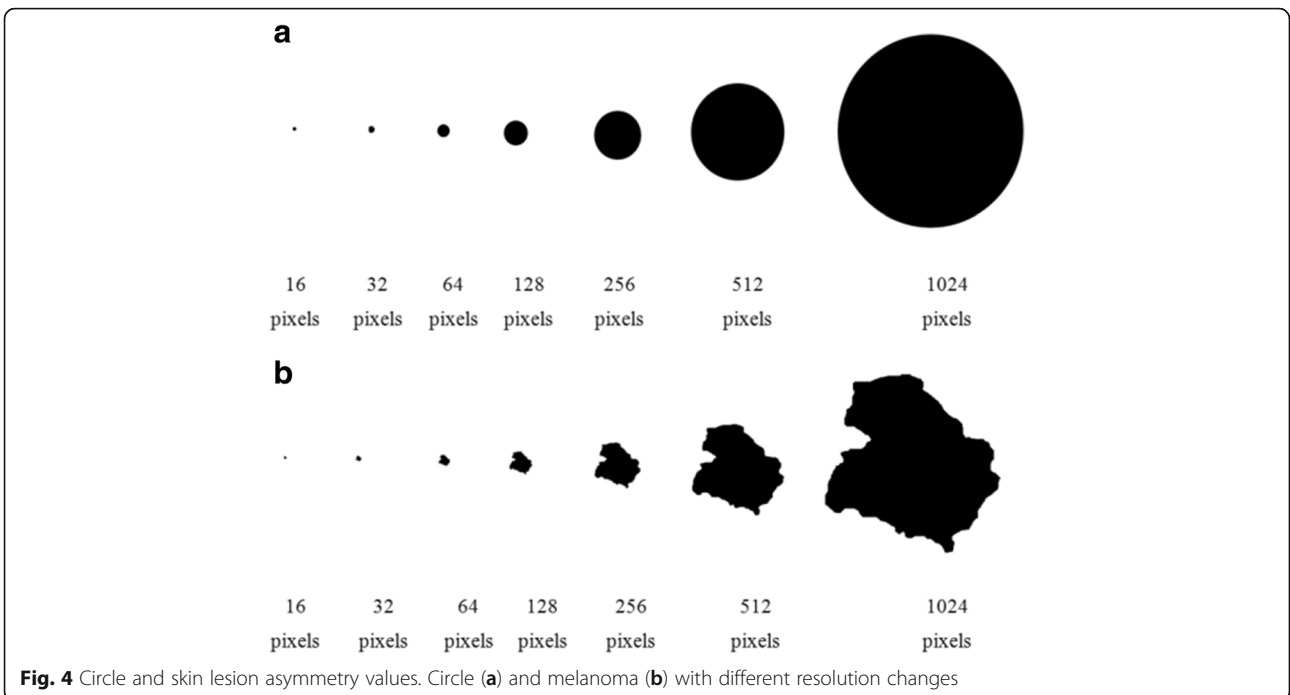 a
16 32 64 128 256 512 1024
pixels pixels pixels pixels pixels pixels pixels
b
16 32 64 128 256 512 1024
pixels pixels pixels pixels pixels pixels pixels
Fig. 4 Circle and skin lesion asymmetry values. Circle (a) and melanoma (b) with different resolution changes